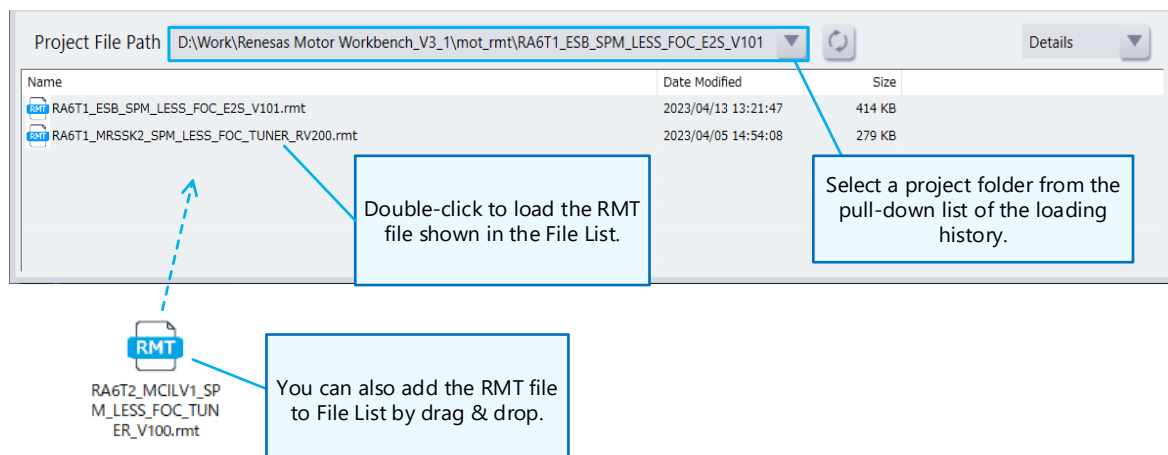 Project File Path D:\Work\Renesas Motor Workbench_V3_1\mot_rmt\RA6T1_ESB_SPM_LESS_FOC_E2S_V101 Details
Name Date Modified Size
RMT RA6T1_ESB_SPM_LESS_FOC_E2S_V101.rmt 2023/04/13 13:21:47 414 KB
RMT RA6T1_MRSSK2_SPM_LESS_FOC_TUNER_RV200.rmt 2023/04/05 14:54:08 279 KB
Double-click to load the RMT
file shown in the File List.
Select a project folder from the
pull-down list of the loading
history.
RMT
RA6T2_MCILV1_SP
M_LESS_FOC_TUN
ER_V100.rmt
You can also add the RMT file
to File List by drag & drop.